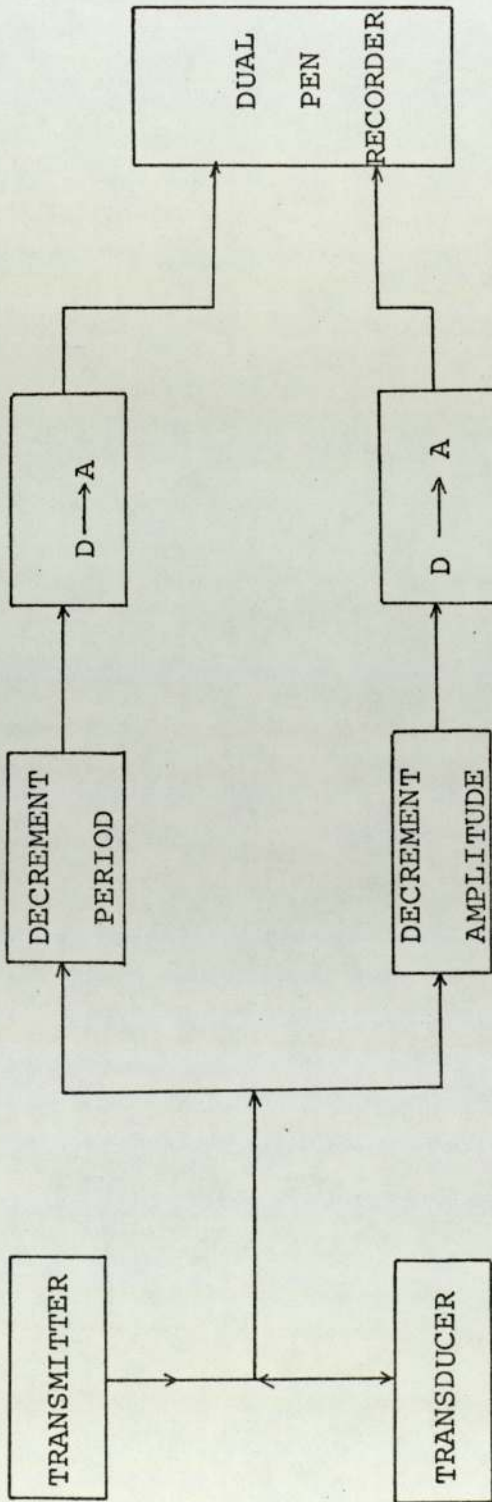 TRANSMITTER
TRANSDUCER
DECREMENT
PERIOD
DECREMENT
AMPLITUDE
D → A
D → A
DUAL
PEN
RECORDER